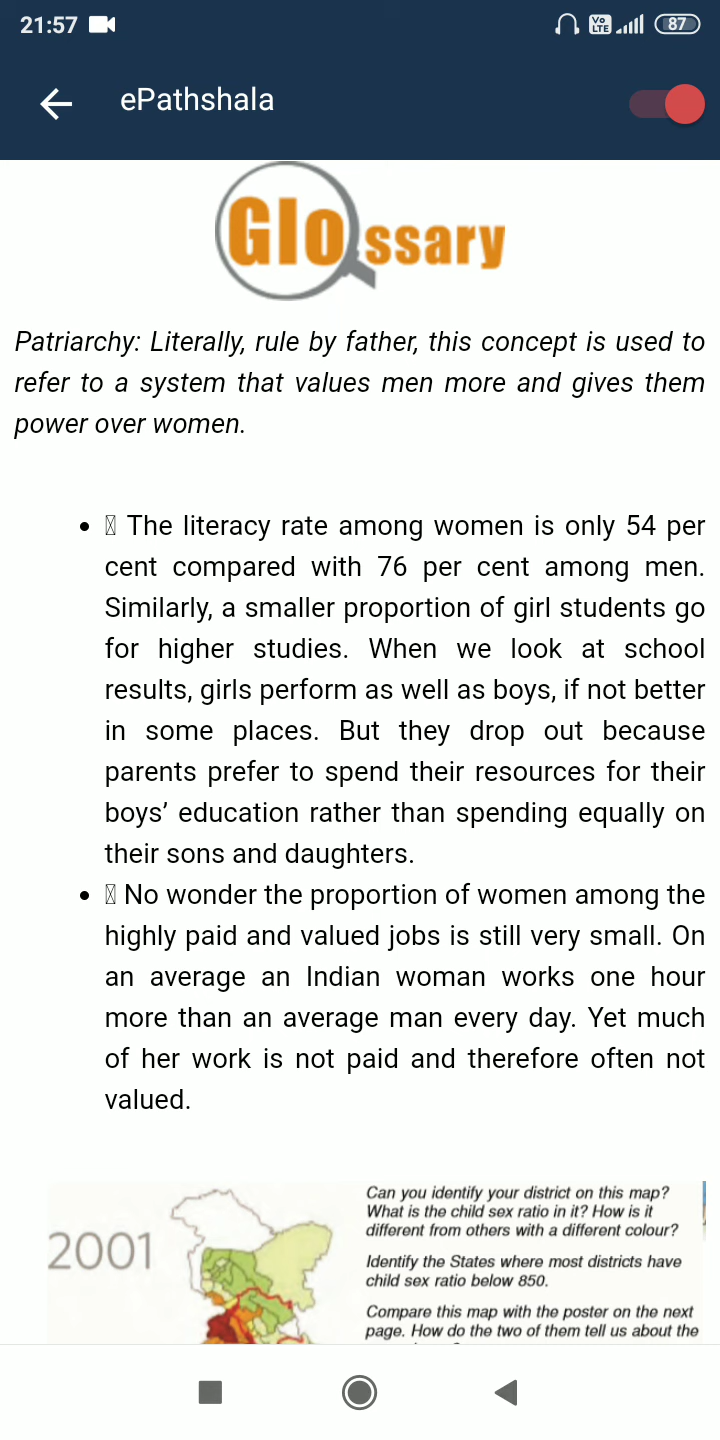 21:57
Vo LTE
87
ePathshala
Glossary
Patriarchy: Literally, rule by father, this concept is used to
refer to a system that values men more and gives them
power over women.
The literacy rate among women is only 54 per
cent compared with 76 per cent among men.
Similarly, a smaller proportion of girl students go
for higher studies. When we look at school
results, girls perform as well as boys, if not better
in some places. But they drop out because
parents prefer to spend their resources for their
boys’ education rather than spending equally on
their sons and daughters.
No wonder the proportion of women among the
highly paid and valued jobs is still very small. On
an average an Indian woman works one hour
more than an average man every day. Yet much
of her work is not paid and therefore often not
valued.
2001
Can you identify your district on this map?
What is the child sex ratio in it? How is it
different from others with a different colour?
Identify the States where most districts have
child sex ratio below 850.
Compare this map with the poster on the next
page. How do the two of them tell us about the